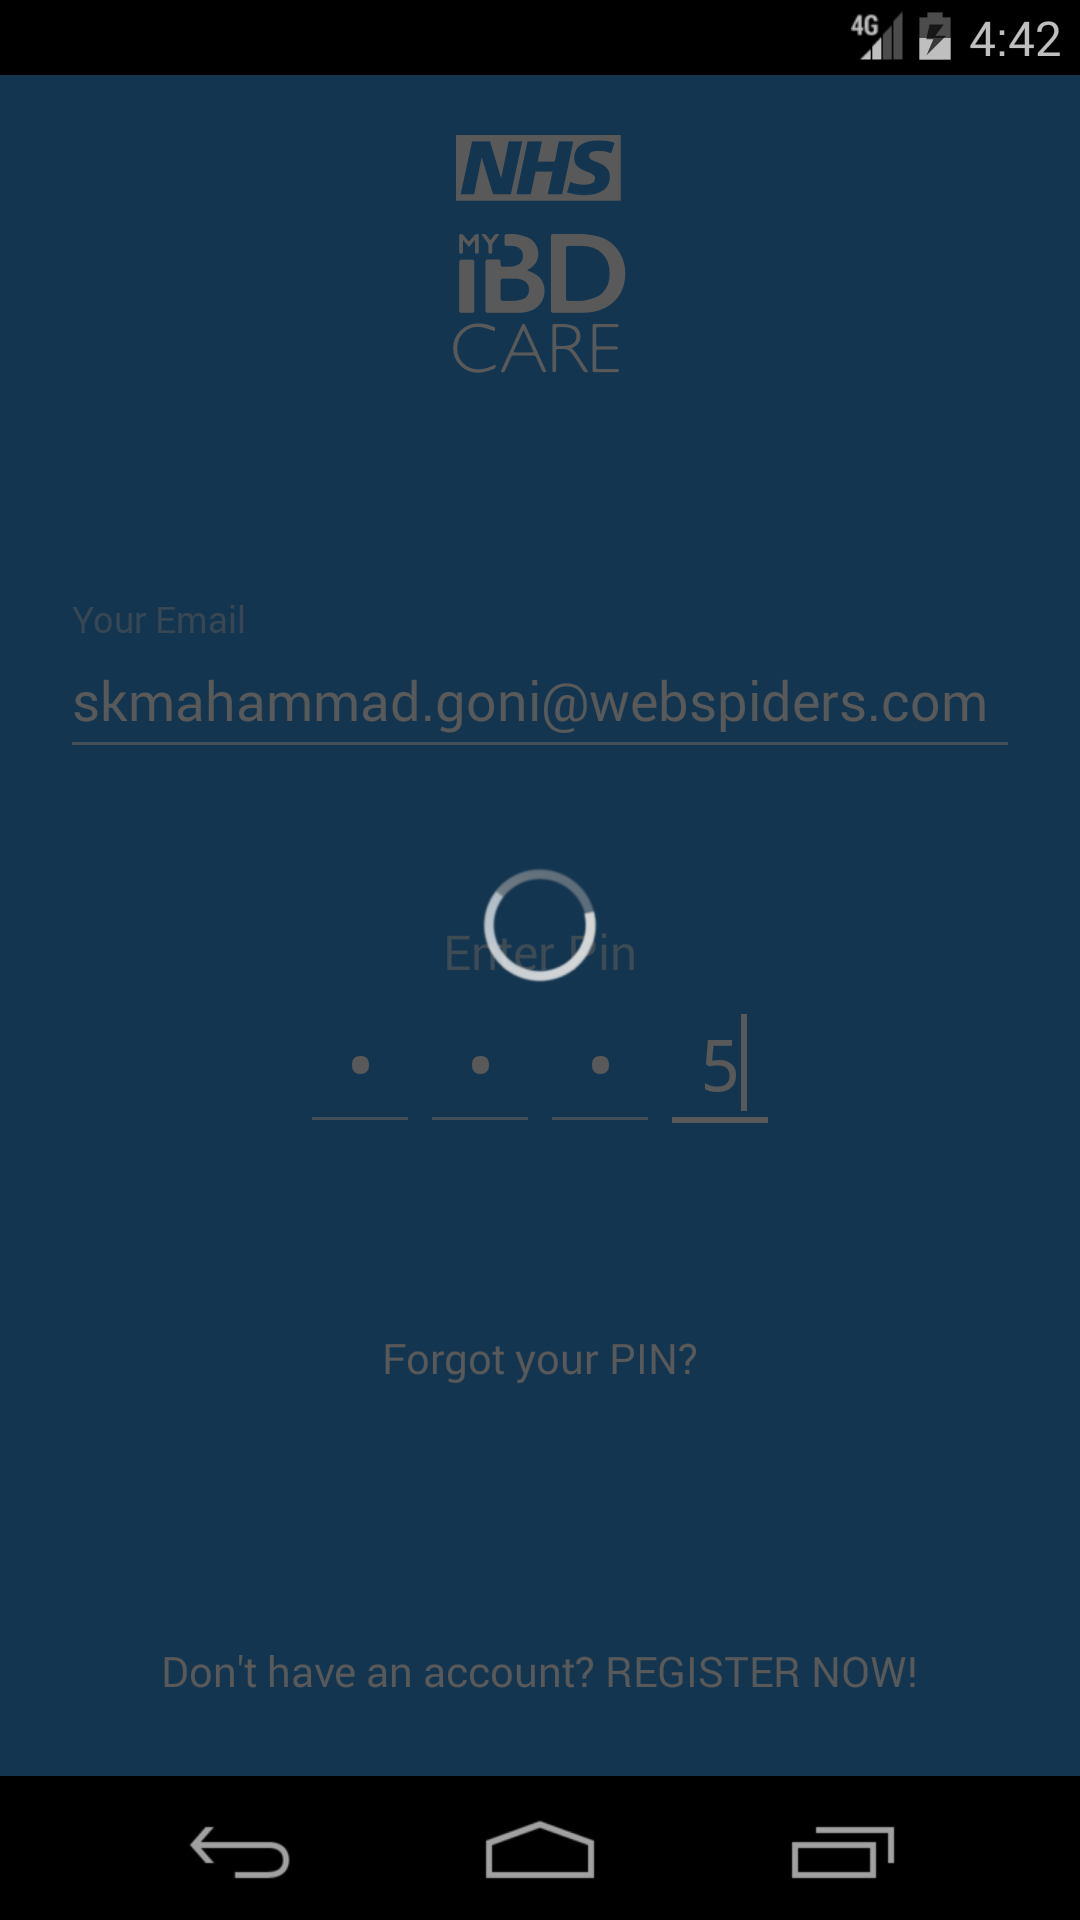 4G 4:42
NHS
MY
iBD
CARE
Your Email
skmahammad.goni@webspiders.com
Enter Pin
• • • 5
Forgot your PIN?
Don't have an account? REGISTER NOW!